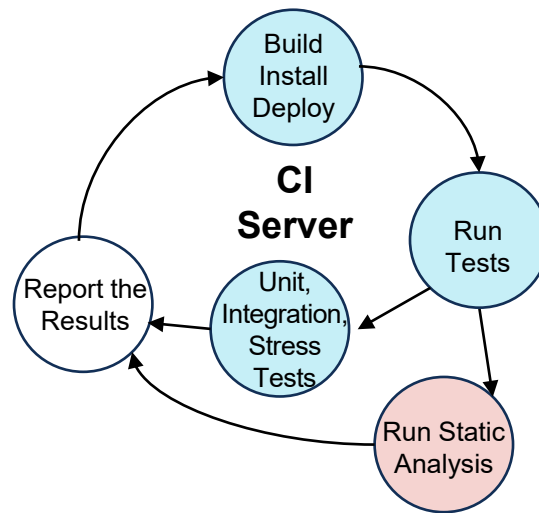 Build
Install
Deploy
CI
Server
Run
Tests
Unit,
Integration,
Stress
Tests
Report the
Results
Run Static
Analysis